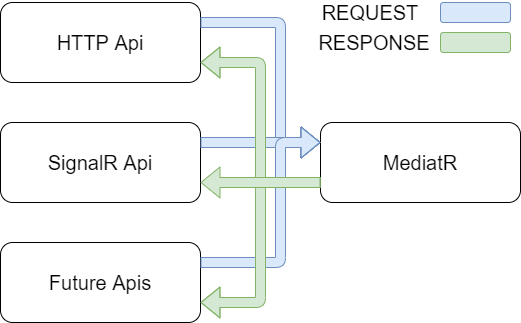 HTTP Api
REQUEST
RESPONSE
SignalR Api
MediatR
Future Apis